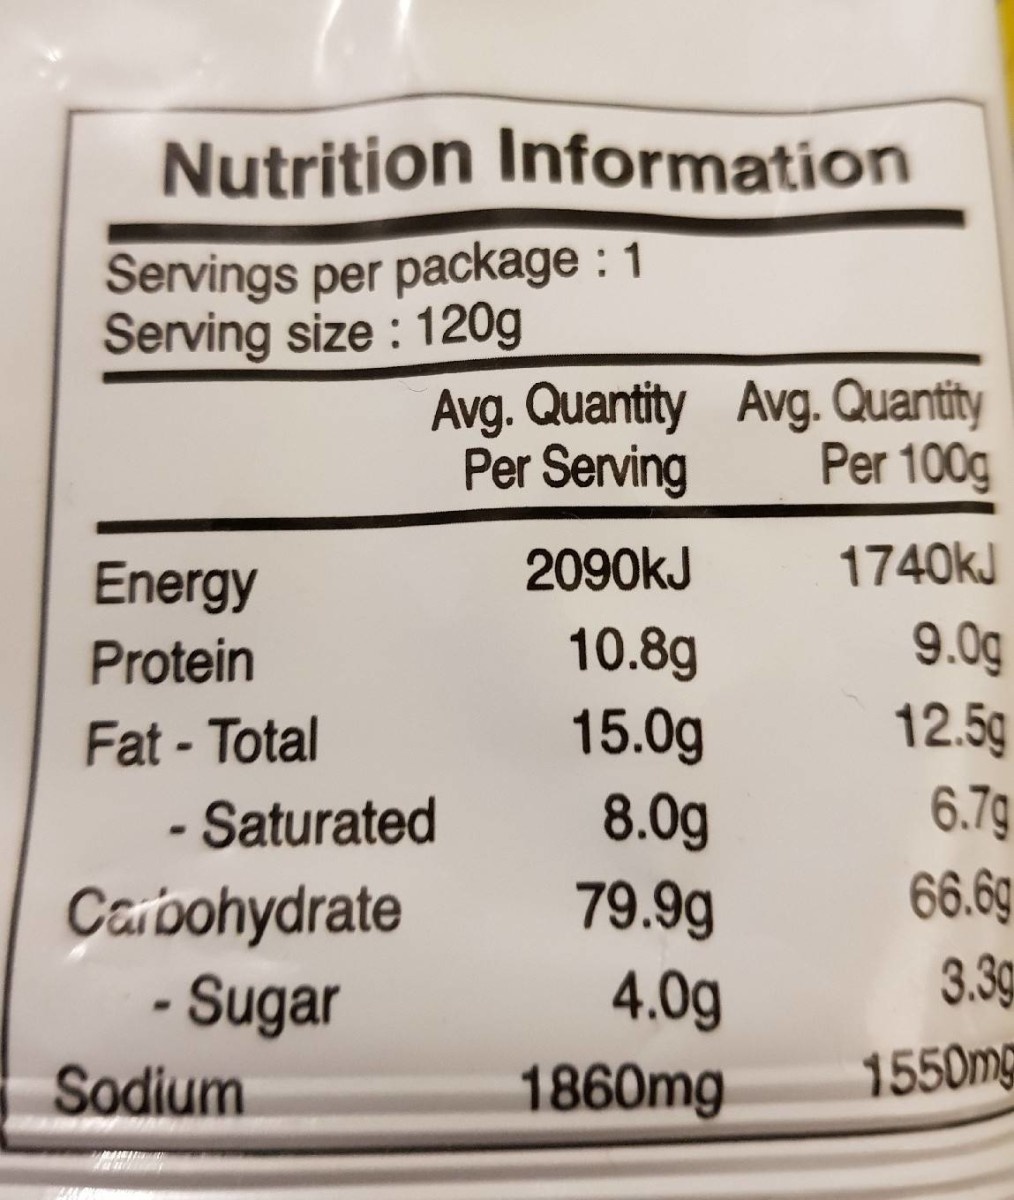 Nutrition Information
Servings per package : 1
Serving size : 120g
Avg. Quantity Avg. Quantity
Per Serving Per 100g
Energy 2090kJ 1740kJ
Protein 10.8g 9.0g
Fat - Total 15.0g 12.5g
- Saturated 8.0g 6.7g
Carbohydrate 79.9g 66.6g
- Sugar 4.0g 3.3g
Sodium 1860mg 1550mg